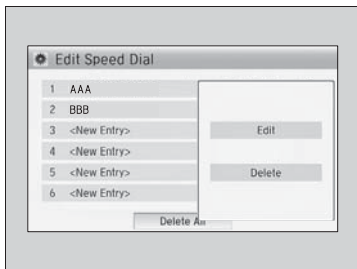 Edit Speed Dial
1 AAA
2 BBB
3 <New Entry>
4 <New Entry>
5 <New Entry>
6 <New Entry>
Edit
Delete
Delete All